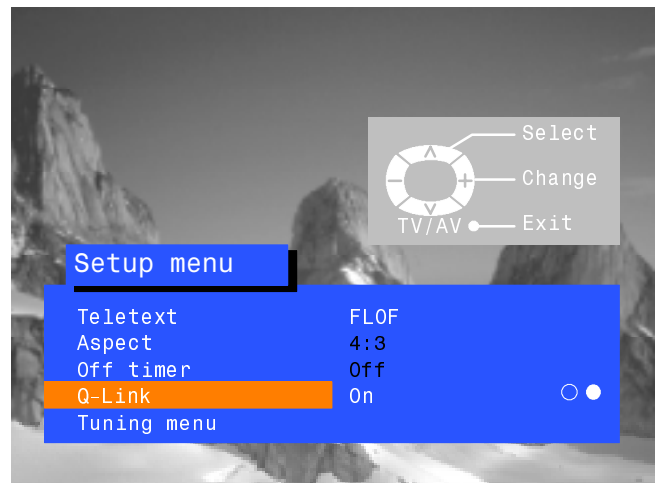 Select
Change
TV/AV Exit
Setup menu
Teletext FLOF
Aspect 4:3
Off timer Off
Q-Link On
Tuning menu